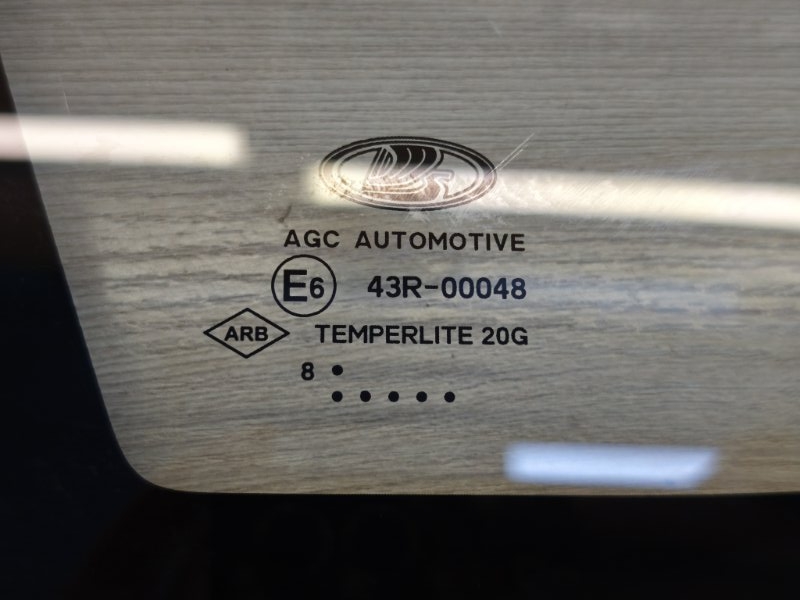 AGC AUTOMOTIVE
E6 43R-00048
ARB TEMPERLITE 20G
8 •
• • • • •